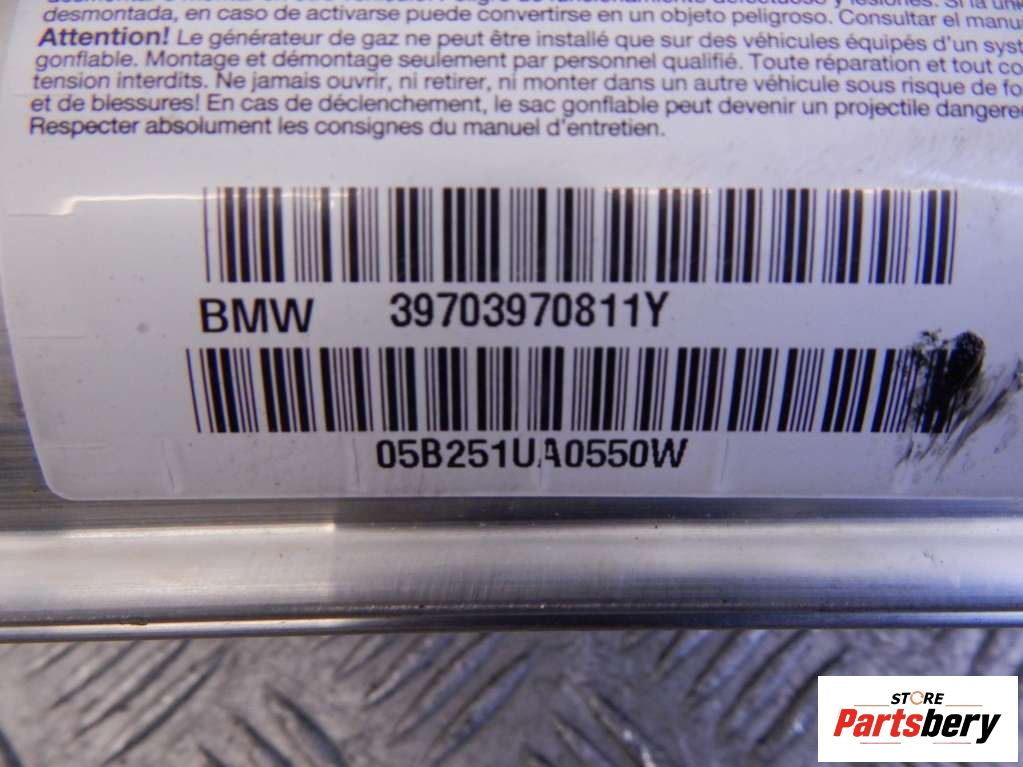 desmontada, en caso de activarse puede convertirse en un objeto peligroso. Consultar el manu
Attention! Le générateur de gaz ne peut être installé que sur des véhicules équipés d'un syst
gonflable. Montage et démontage seulement par personnel qualifié. Toute réparation et tout co
tension interdits. Ne jamais ouvrir, ni retirer, ni monter dans un autre véhicule sous risque de fo
et de blessures! En cas de déclenchement, le sac gonflable peut devenir un projectile dangere
Respecter absolument les consignes du manuel d'entretien.
BMW 39703970811Y
05B251UA0550W
STORE
Partsbery